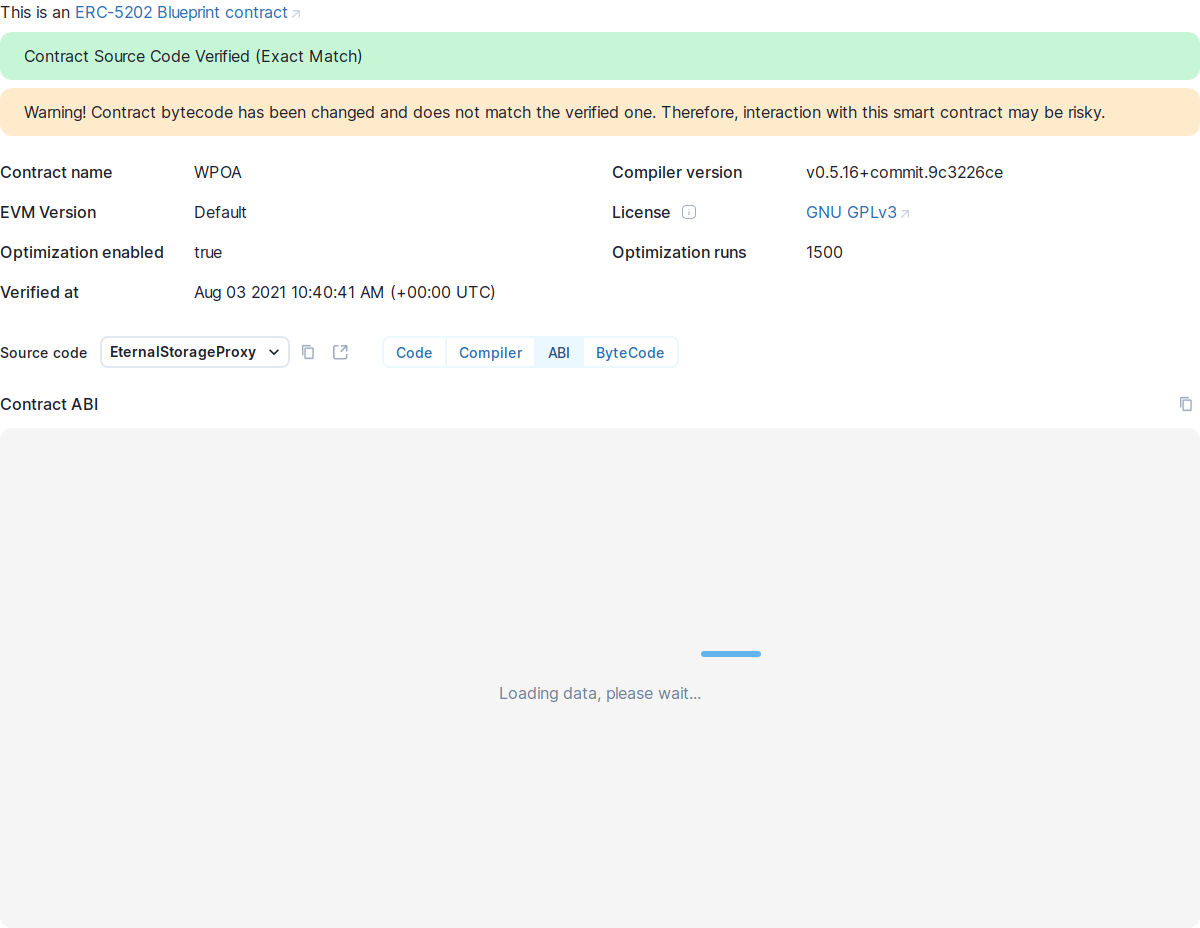 This is an ERC-5202 Blueprint contract
Contract Source Code Verified (Exact Match)
Warning! Contract bytecode has been changed and does not match the verified one. Therefore, interaction with this smart contract may be risky.
Contract name WPOA Compiler version v0.5.16+commit.9c3226ce
EVM Version Default License GNU GPLv3
Optimization enabled true Optimization runs 1500
Verified at Aug 03 2021 10:40:41 AM (+00:00 UTC)
Source code EternalStorageProxy Code Compiler ABI ByteCode
Contract ABI
Loading data, please wait...